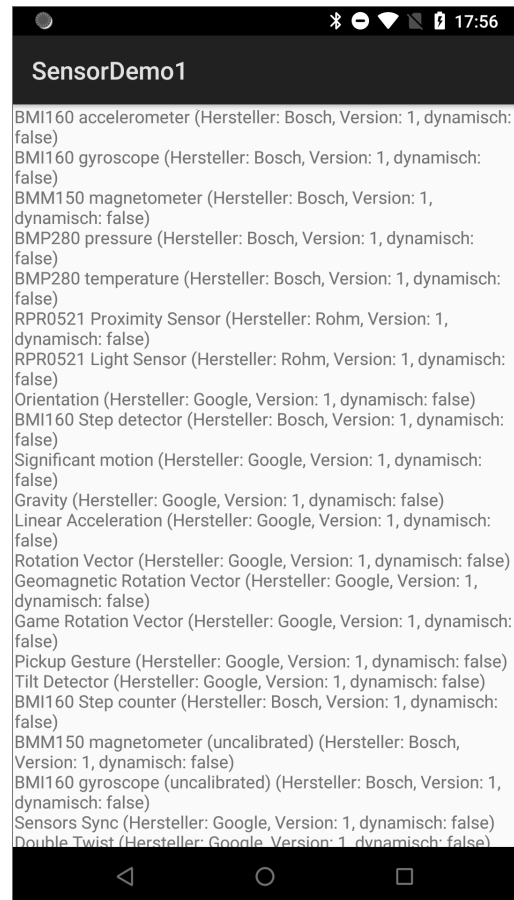 17:56
SensorDemo1
BMI160 accelerometer (Hersteller: Bosch, Version: 1, dynamisch:
false)
BMI160 gyroscope (Hersteller: Bosch, Version: 1, dynamisch:
false)
BMM150 magnetometer (Hersteller: Bosch, Version: 1,
dynamisch: false)
BMP280 pressure (Hersteller: Bosch, Version: 1, dynamisch:
false)
BMP280 temperature (Hersteller: Bosch, Version: 1, dynamisch:
false)
RPR0521 Proximity Sensor (Hersteller: Rohm, Version: 1,
dynamisch: false)
RPR0521 Light Sensor (Hersteller: Rohm, Version: 1, dynamisch:
false)
Orientation (Hersteller: Google, Version: 1, dynamisch: false)
BMI160 Step detector (Hersteller: Bosch, Version: 1, dynamisch:
false)
Significant motion (Hersteller: Google, Version: 1, dynamisch:
false)
Gravity (Hersteller: Google, Version: 1, dynamisch: false)
Linear Acceleration (Hersteller: Google, Version: 1, dynamisch:
false)
Rotation Vector (Hersteller: Google, Version: 1, dynamisch: false)
Geomagnetic Rotation Vector (Hersteller: Google, Version: 1,
dynamisch: false)
Game Rotation Vector (Hersteller: Google, Version: 1, dynamisch:
false)
Pickup Gesture (Hersteller: Google, Version: 1, dynamisch: false)
Tilt Detector (Hersteller: Google, Version: 1, dynamisch: false)
BMI160 Step counter (Hersteller: Bosch, Version: 1, dynamisch:
false)
BMM150 magnetometer (uncalibrated) (Hersteller: Bosch,
Version: 1, dynamisch: false)
BMI160 gyroscope (uncalibrated) (Hersteller: Bosch, Version: 1,
dynamisch: false)
Sensors Sync (Hersteller: Google, Version: 1, dynamisch: false)
Double Twist (Hersteller: Google, Version: 1, dynamisch: false)